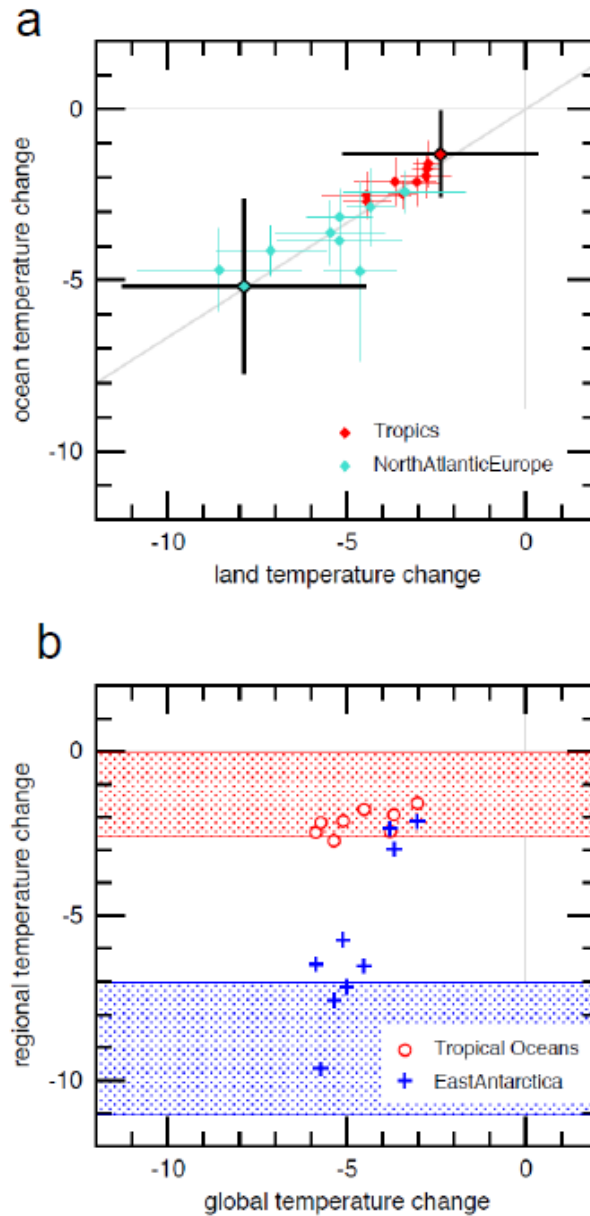 a
0
-5
-10
ocean temperature change
Tropics
NorthAtlanticEurope
-10
-5
0
land temperature change
b
0
-5
-10
regional temperature change
Tropical Oceans
EastAntarctica
-10
-5
0
global temperature change